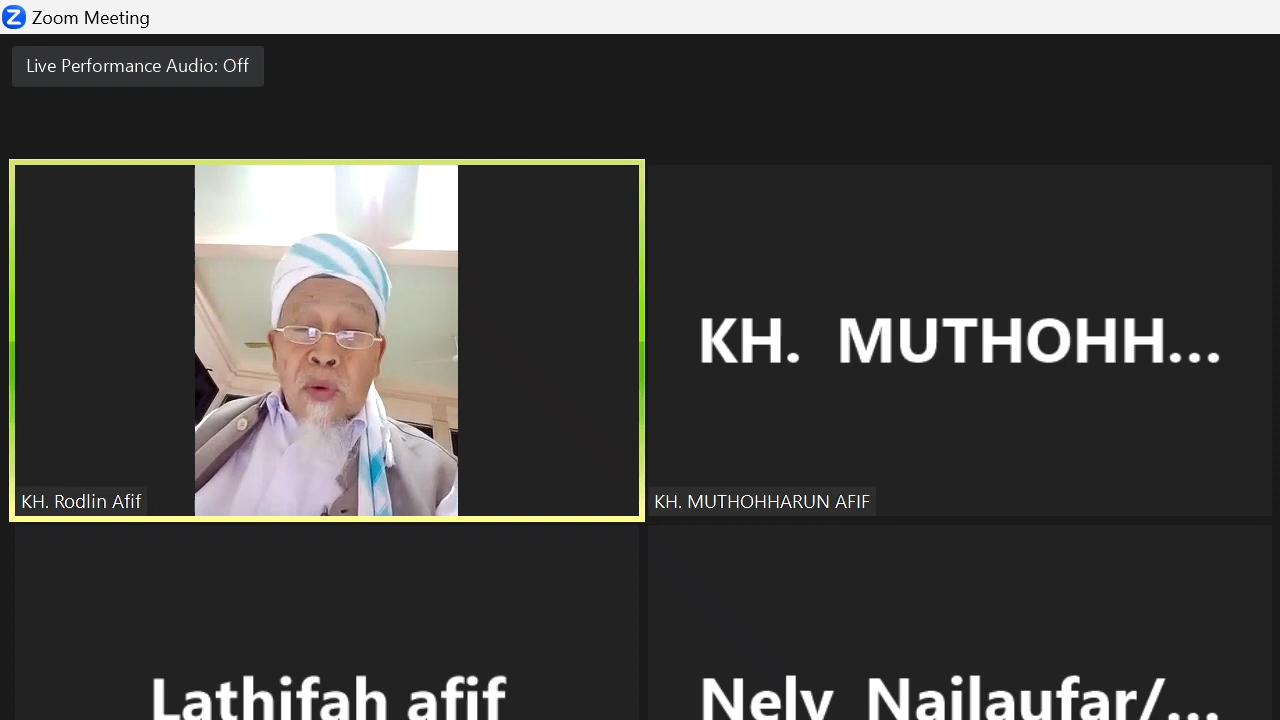 Zoom Meeting
Live Performance Audio: Off
KH. MUTHOHH...
KH. Rodlin Afif
KH. MUTHOHHARUN AFIF
Lathifah afif
Nely Nailaufar/...